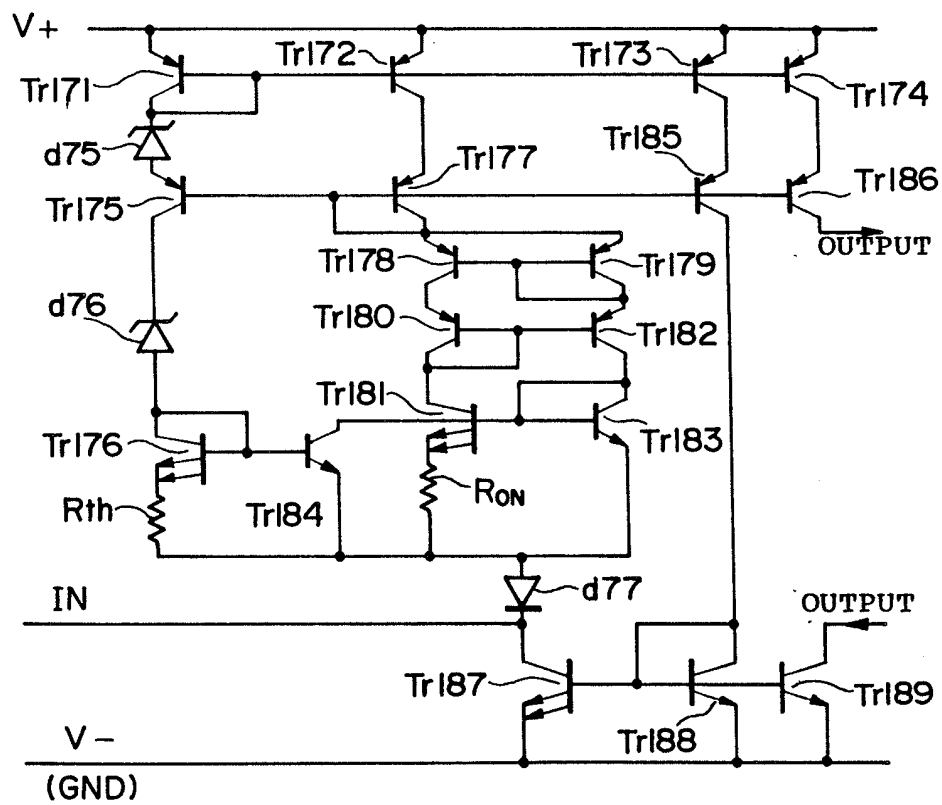 V+
Tr171
Tr172
Tr173
Tr174
d75
Tr175
Tr177
Tr185
Tr186
OUTPUT
Tr178
Tr179
d76
Tr180
Tr182
Tr181
Tr183
Tr176
Rth
Tr184
RON
d77
IN
OUTPUT
Tr187
Tr188
Tr189
V-
(GND)